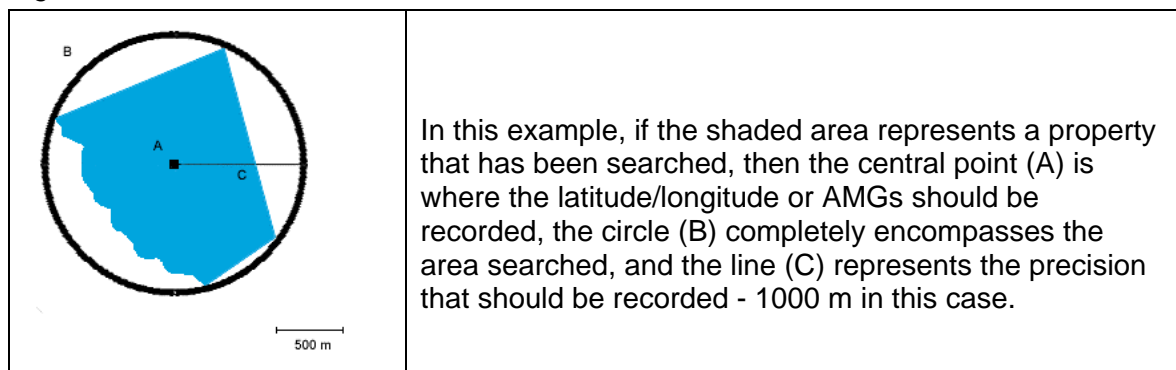 B
A
C
500 m
In this example, if the shaded area represents a property
that has been searched, then the central point (A) is
where the latitude/longitude or AMGs should be
recorded, the circle (B) completely encompasses the
area searched, and the line (C) represents the precision
that should be recorded - 1000 m in this case.